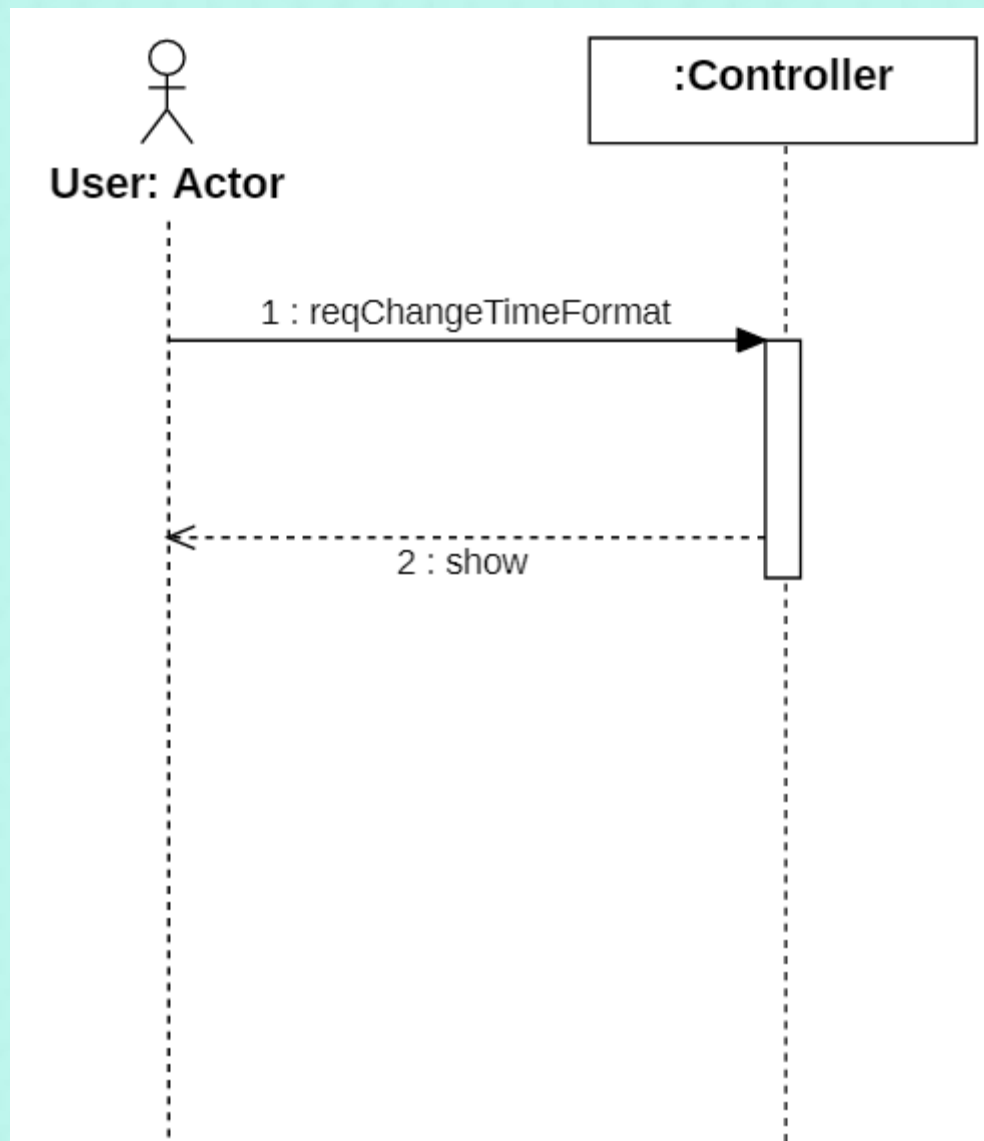 :Controller
User: Actor
1 : reqChangeTimeFormat
2 : show